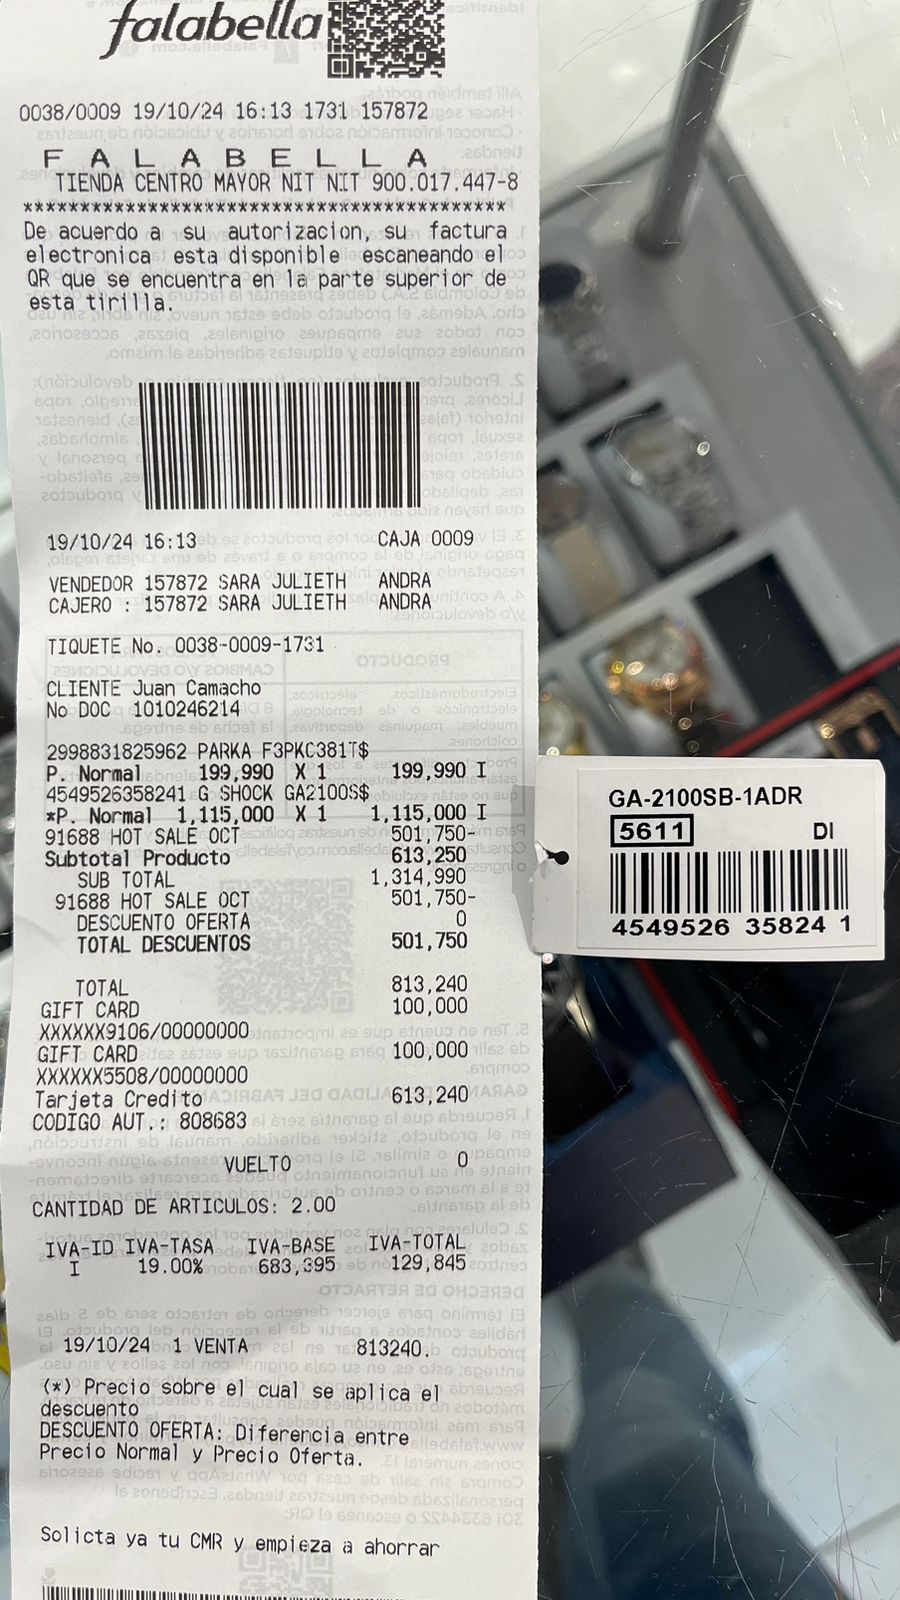 falabella
0038/0009 19/10/24 16:13 1731 157872
F A L A B E L L A
TIENDA CENTRO MAYOR NIT NIT 900.017.447-8
*******************************************
De acuerdo a su autorizacion, su factura
electronica esta disponible escaneando el
QR que se encuentra en la parte superior de
esta tirilla.
19/10/24 16:13 CAJA 0009
VENDEDOR 157872 SARA JULIETH ANDRA
CAJERO : 157872 SARA JULIETH ANDRA
TIQUETE No. 0038-0009-1731
CLIENTE Juan Camacho
No DOC 1010246214
2998831825962 PARKA F3PKC381T$
P. Normal 199,990 X 1 199,990 I
4549526358241 G SHOCK GA2100S$
*P. Normal 1,115,000 X 1 1,115,000 I
91688 HOT SALE OCT 501,750-
Subtotal Producto 613,250
SUB TOTAL 1,314,990
91688 HOT SALE OCT 501,750-
DESCUENTO OFERTA 0
TOTAL DESCUENTOS 501,750
TOTAL 813,240
GIFT CARD 100,000
XXXXXX9106/00000000
GIFT CARD 100,000
XXXXXX5508/00000000
Tarjeta Credito 613,240
CODIGO AUT.: 808683
VUELTO 0
CANTIDAD DE ARTICULOS: 2.00
IVA-ID IVA-TASA IVA-BASE IVA-TOTAL
I 19.00% 683,395 129,845
19/10/24 1 VENTA 813240.
(*) Precio sobre el cual se aplica el
descuento
DESCUENTO OFERTA: Diferencia entre
Precio Normal y Precio Oferta.
Solicta ya tu CMR y empieza a ahorrar
GA-2100SB-1ADR
5611 DI
4549526 35824 1